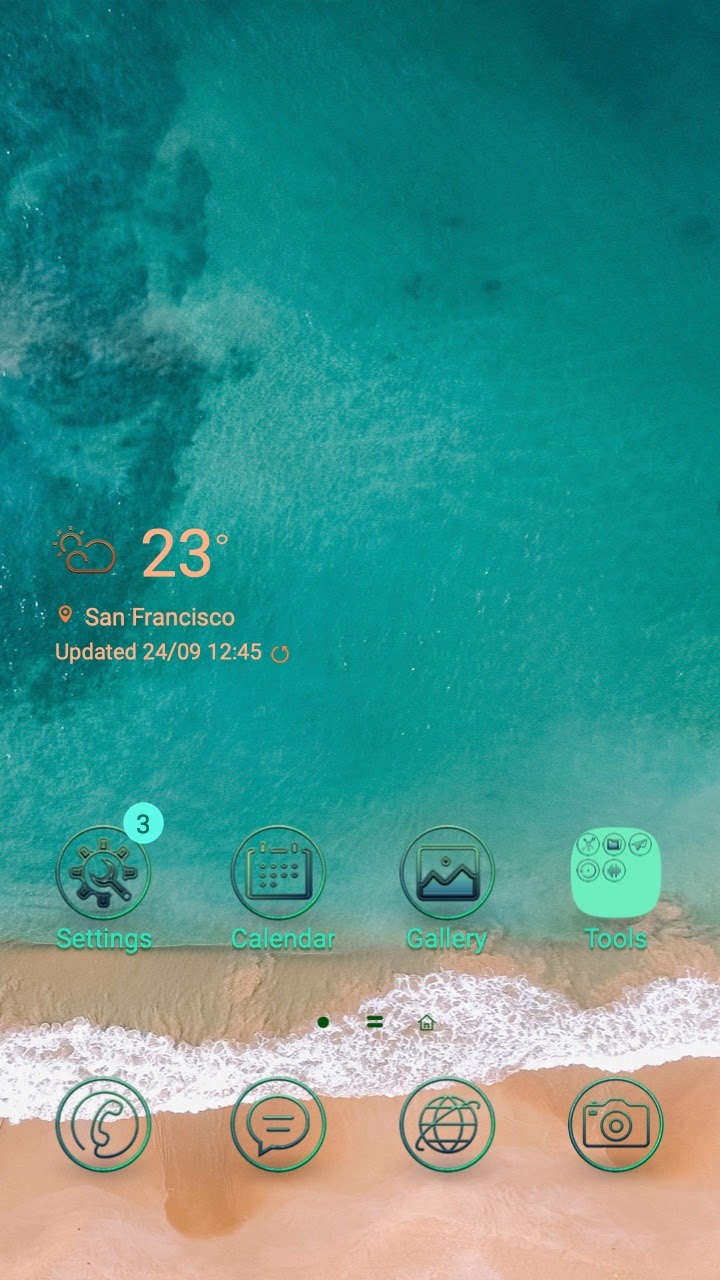 23°
San Francisco
Updated 24/09 12:45
3
Settings
Calendar
Gallery
Tools